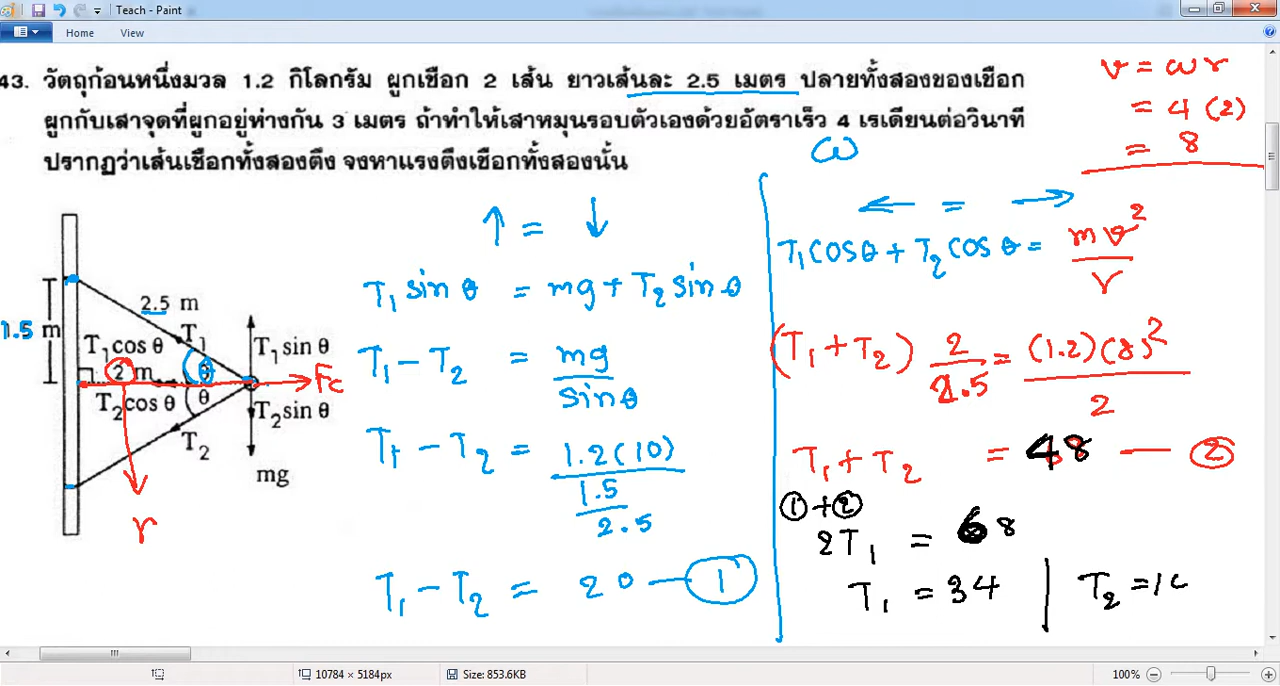 Teach - Paint
Home View
43. วัตถุก้อนหนึ่งมวล 1.2 กิโลกรัม ผูกเชือก 2 เส้น ยาวเส้นละ 2.5 เมตร ปลายทั้งสองของเชือก
ผูกกับเสาจุดที่ผูกอยู่ห่างกัน 3 เมตร ถ้าทำให้เสาหมุนรอบตัวเองด้วยอัตราเร็ว 4 เรเดียนต่อวินาที
ปรากฏว่าเส้นเชือกทั้งสองตึง จงหาแรงตึงเชือกทั้งสองนั้น
ω
v = ωr
= 4 (2)
= 8
1.5 m
2.5 m
T₁
T₁cos θ
T₁ sin θ
2 m
θ
θ
Fc
T₂cos θ
T₂sin θ
T₂
mg
r
↑ = ↓
T₁ sin θ = mg + T₂ sin θ
T₁ - T₂ = mg / sin θ
T₁ - T₂ = 1.2(10) / (1.5 / 2.5)
T₁ - T₂ = 20 — ①
← = →
T₁cosθ + T₂cosθ = mv² / r
(T₁ + T₂) 2 / 2.5 = (1.2)(8)² / 2
T₁ + T₂ = 48 — ②
① + ②
2T₁ = 68
T₁ = 34 | T₂ = 14
10784 × 5184px Size: 853.6KB 100%